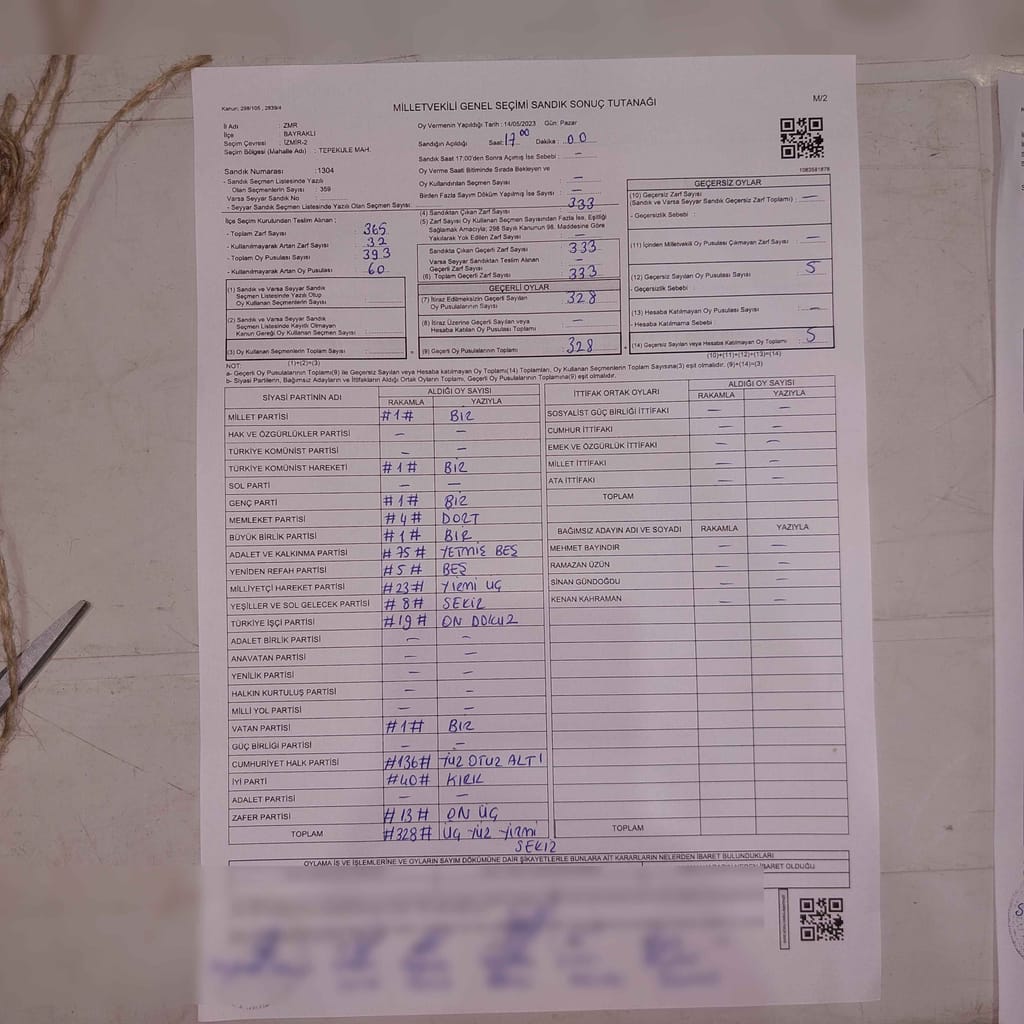 Kanun: 298/105 , 2839/4
MİLLETVEKİLİ GENEL SEÇİMİ SANDIK SONUÇ TUTANAĞI
M/2
İl Adı : ZMR
İlçe : BAYRAKLI
Seçim Çevresi : İZMİR-2
Seçim Bölgesi (Mahalle Adı) : TEPEKULE MAH.
Sandık Numarası : 1304
- Sandık Seçmen Listesinde Yazılı
Olan Seçmenlerin Sayısı : 359
Varsa Seyyar Sandık No
- Seyyar Sandık Seçmen Listesinde Yazılı Olan Seçmen Sayısı
Oy Vermenin Yapıldığı Tarih : 14/05/2023 Gün: Pazar
Sandığın Açıldığı Saat: 17 00 Dakika : 00
Sandık Saat 17:00'den Sonra Açılmış İse Sebebi : —
Oy Verme Saati Bitiminde Sırada Bekleyen ve
Oy Kullandırılan Seçmen Sayısı —
Birden Fazla Sayım Döküm Yapılmış İse Sayısı : —
1083581878
İlçe Seçim Kurulundan Teslim Alınan ;
- Toplam Zarf Sayısı : 365
- Kullanılmayarak Artan Zarf Sayısı : 32
- Toplam Oy Pusulası Sayısı : 393
- Kullanılmayarak Artan Oy Pusulası : 60
(1) Sandık ve Varsa Seyyar Sandık
Seçmen Listesinde Yazılı Olup
Oy Kullanan Seçmenlerin Sayısı :
(2) Sandık ve Varsa Seyyar Sandık
Seçmen Listesinde Kayıtlı Olmayan
Kanun Gereği Oy Kullanan Seçmen Sayısı :
(3) Oy Kullanan Seçmenlerin Toplam Sayısı :
(1)+(2)=(3)
(4) Sandıktan Çıkan Zarf Sayısı : 333
(5) Zarf Sayısı Oy Kullanan Seçmen Sayısından Fazla İse, Eşitliği
Sağlamak Amacıyla; 298 Sayılı Kanunun 98. Maddesine Göre
Yakılarak Yok Edilen Zarf Sayısı : —
Sandıkta Çıkan Geçerli Zarf Sayısı : 333
Varsa Seyyar Sandıktan Teslim Alınan
Geçerli Zarf Sayısı : —
(6) Toplam Geçerli Zarf Sayısı : 333
GEÇERLİ OYLAR
(7) İtiraz Edilmeksizin Geçerli Sayılan
Oy Pusulalarının Sayısı : 328
(8) İtiraz Üzerine Geçerli Sayılan veya
Hesaba Katılan Oy Pusulası Toplamı : —
(9) Geçerli Oy Pusulalarının Toplamı : 328
GEÇERSİZ OYLAR
(10) Geçersiz Zarf Sayısı
(Sandık ve Varsa Seyyar Sandık Geçersiz Zarf Toplamı) : —
- Geçersizlik Sebebi :
(11) İçinden Milletvekili Oy Pusulası Çıkmayan Zarf Sayısı : —
(12) Geçersiz Sayılan Oy Pusulası Sayısı : 5
- Geçersizlik Sebebi :
(13) Hesaba Katılmayan Oy Pusulası Sayısı : —
- Hesaba Katılmama Sebebi :
(14) Geçersiz Sayılan veya Hesaba Katılmayan Oy Toplamı : 5
(10)+(11)+(12)+(13)=(14)
NOT:
a- Geçerli Oy Pusulalarının Toplamı(9) ile Geçersiz Sayılan veya Hesaba Katılmayan Oy Toplamı(14) Toplamları, Oy Kullanan Seçmenlerin Toplam Sayısına(3) eşit olmalıdır. (9)+(14)=(3)
b- Siyasi Partilerin, Bağımsız Adayların ve İttifakların Aldığı Ortak Oyların Toplamı, Geçerli Oy Pusulalarının Toplamına(9) eşit olmalıdır.
SİYASİ PARTİNİN ADI ALDIĞI OY SAYISI
RAKAMLA YAZIYLA
MİLLET PARTİSİ #1# BİR
HAK VE ÖZGÜRLÜKLER PARTİSİ — —
TÜRKİYE KOMÜNİST PARTİSİ — —
TÜRKİYE KOMÜNİST HAREKETİ #1# BİR
SOL PARTİ — —
GENÇ PARTİ #1# BİR
MEMLEKET PARTİSİ #4# DÖRT
BÜYÜK BİRLİK PARTİSİ #1# BİR
ADALET VE KALKINMA PARTİSİ #75# YETMİŞ BEŞ
YENİDEN REFAH PARTİSİ #5# BEŞ
MİLLİYETÇİ HAREKET PARTİSİ #23# YİRMİ ÜÇ
YEŞİLLER VE SOL GELECEK PARTİSİ #8# SEKİZ
TÜRKİYE İŞÇİ PARTİSİ #19# ON DOKUZ
ADALET BİRLİK PARTİSİ — —
ANAVATAN PARTİSİ — —
YENİLİK PARTİSİ — —
HALKIN KURTULUŞ PARTİSİ — —
MİLLİ YOL PARTİSİ — —
VATAN PARTİSİ #1# BİR
GÜÇ BİRLİĞİ PARTİSİ — —
CUMHURİYET HALK PARTİSİ #136# YÜZ OTUZ ALTI
İYİ PARTİ #40# KIRK
ADALET PARTİSİ — —
ZAFER PARTİSİ #13# ON ÜÇ
TOPLAM #328# ÜÇ YÜZ YİRMİ
SEKİZ
İTTİFAK ORTAK OYLARI ALDIĞI OY SAYISI
RAKAMLA YAZIYLA
SOSYALİST GÜÇ BİRLİĞİ İTTİFAKI — —
CUMHUR İTTİFAKI — —
EMEK VE ÖZGÜRLÜK İTTİFAKI — —
MİLLET İTTİFAKI — —
ATA İTTİFAKI — —
TOPLAM
BAĞIMSIZ ADAYIN ADI VE SOYADI RAKAMLA YAZIYLA
MEHMET BAYINDIR — —
RAMAZAN ÜZÜN — —
SİNAN GÜNDOĞDU — —
KENAN KAHRAMAN — —
TOPLAM
OYLAMA İŞ VE İŞLEMLERİNE VE OYLARIN SAYIM DÖKÜMÜNE DAİR ŞİKAYETLERLE BUNLARA AİT KARARLARIN NELERDEN İBARET BULUNDUKLARI
İBARET OLDUĞU